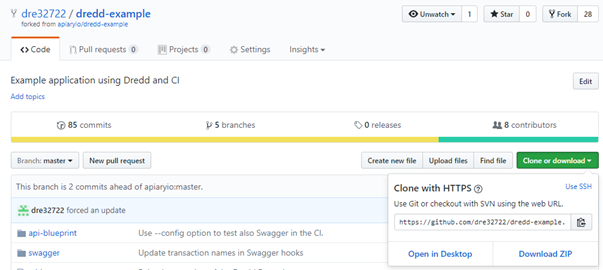 dre32722 / dredd-example
forked from apiaryio/dredd-example
Unwatch 1
Star 0
Fork 28
Code
Pull requests 0
Projects 0
Settings
Insights
Example application using Dredd and CI
Edit
Add topics
85 commits
5 branches
0 releases
8 contributors
Branch: master
New pull request
Create new file
Upload files
Find file
Clone or download
This branch is 2 commits ahead of apiaryio:master.
Clone with HTTPS
Use SSH
Use Git or checkout with SVN using the web URL.
https://github.com/dre32722/dredd-example.
Open in Desktop
Download ZIP
dre32722 forced an update
api-blueprint
Use --config option to test also Swagger in the CI.
swagger
Update transaction names in Swagger hooks